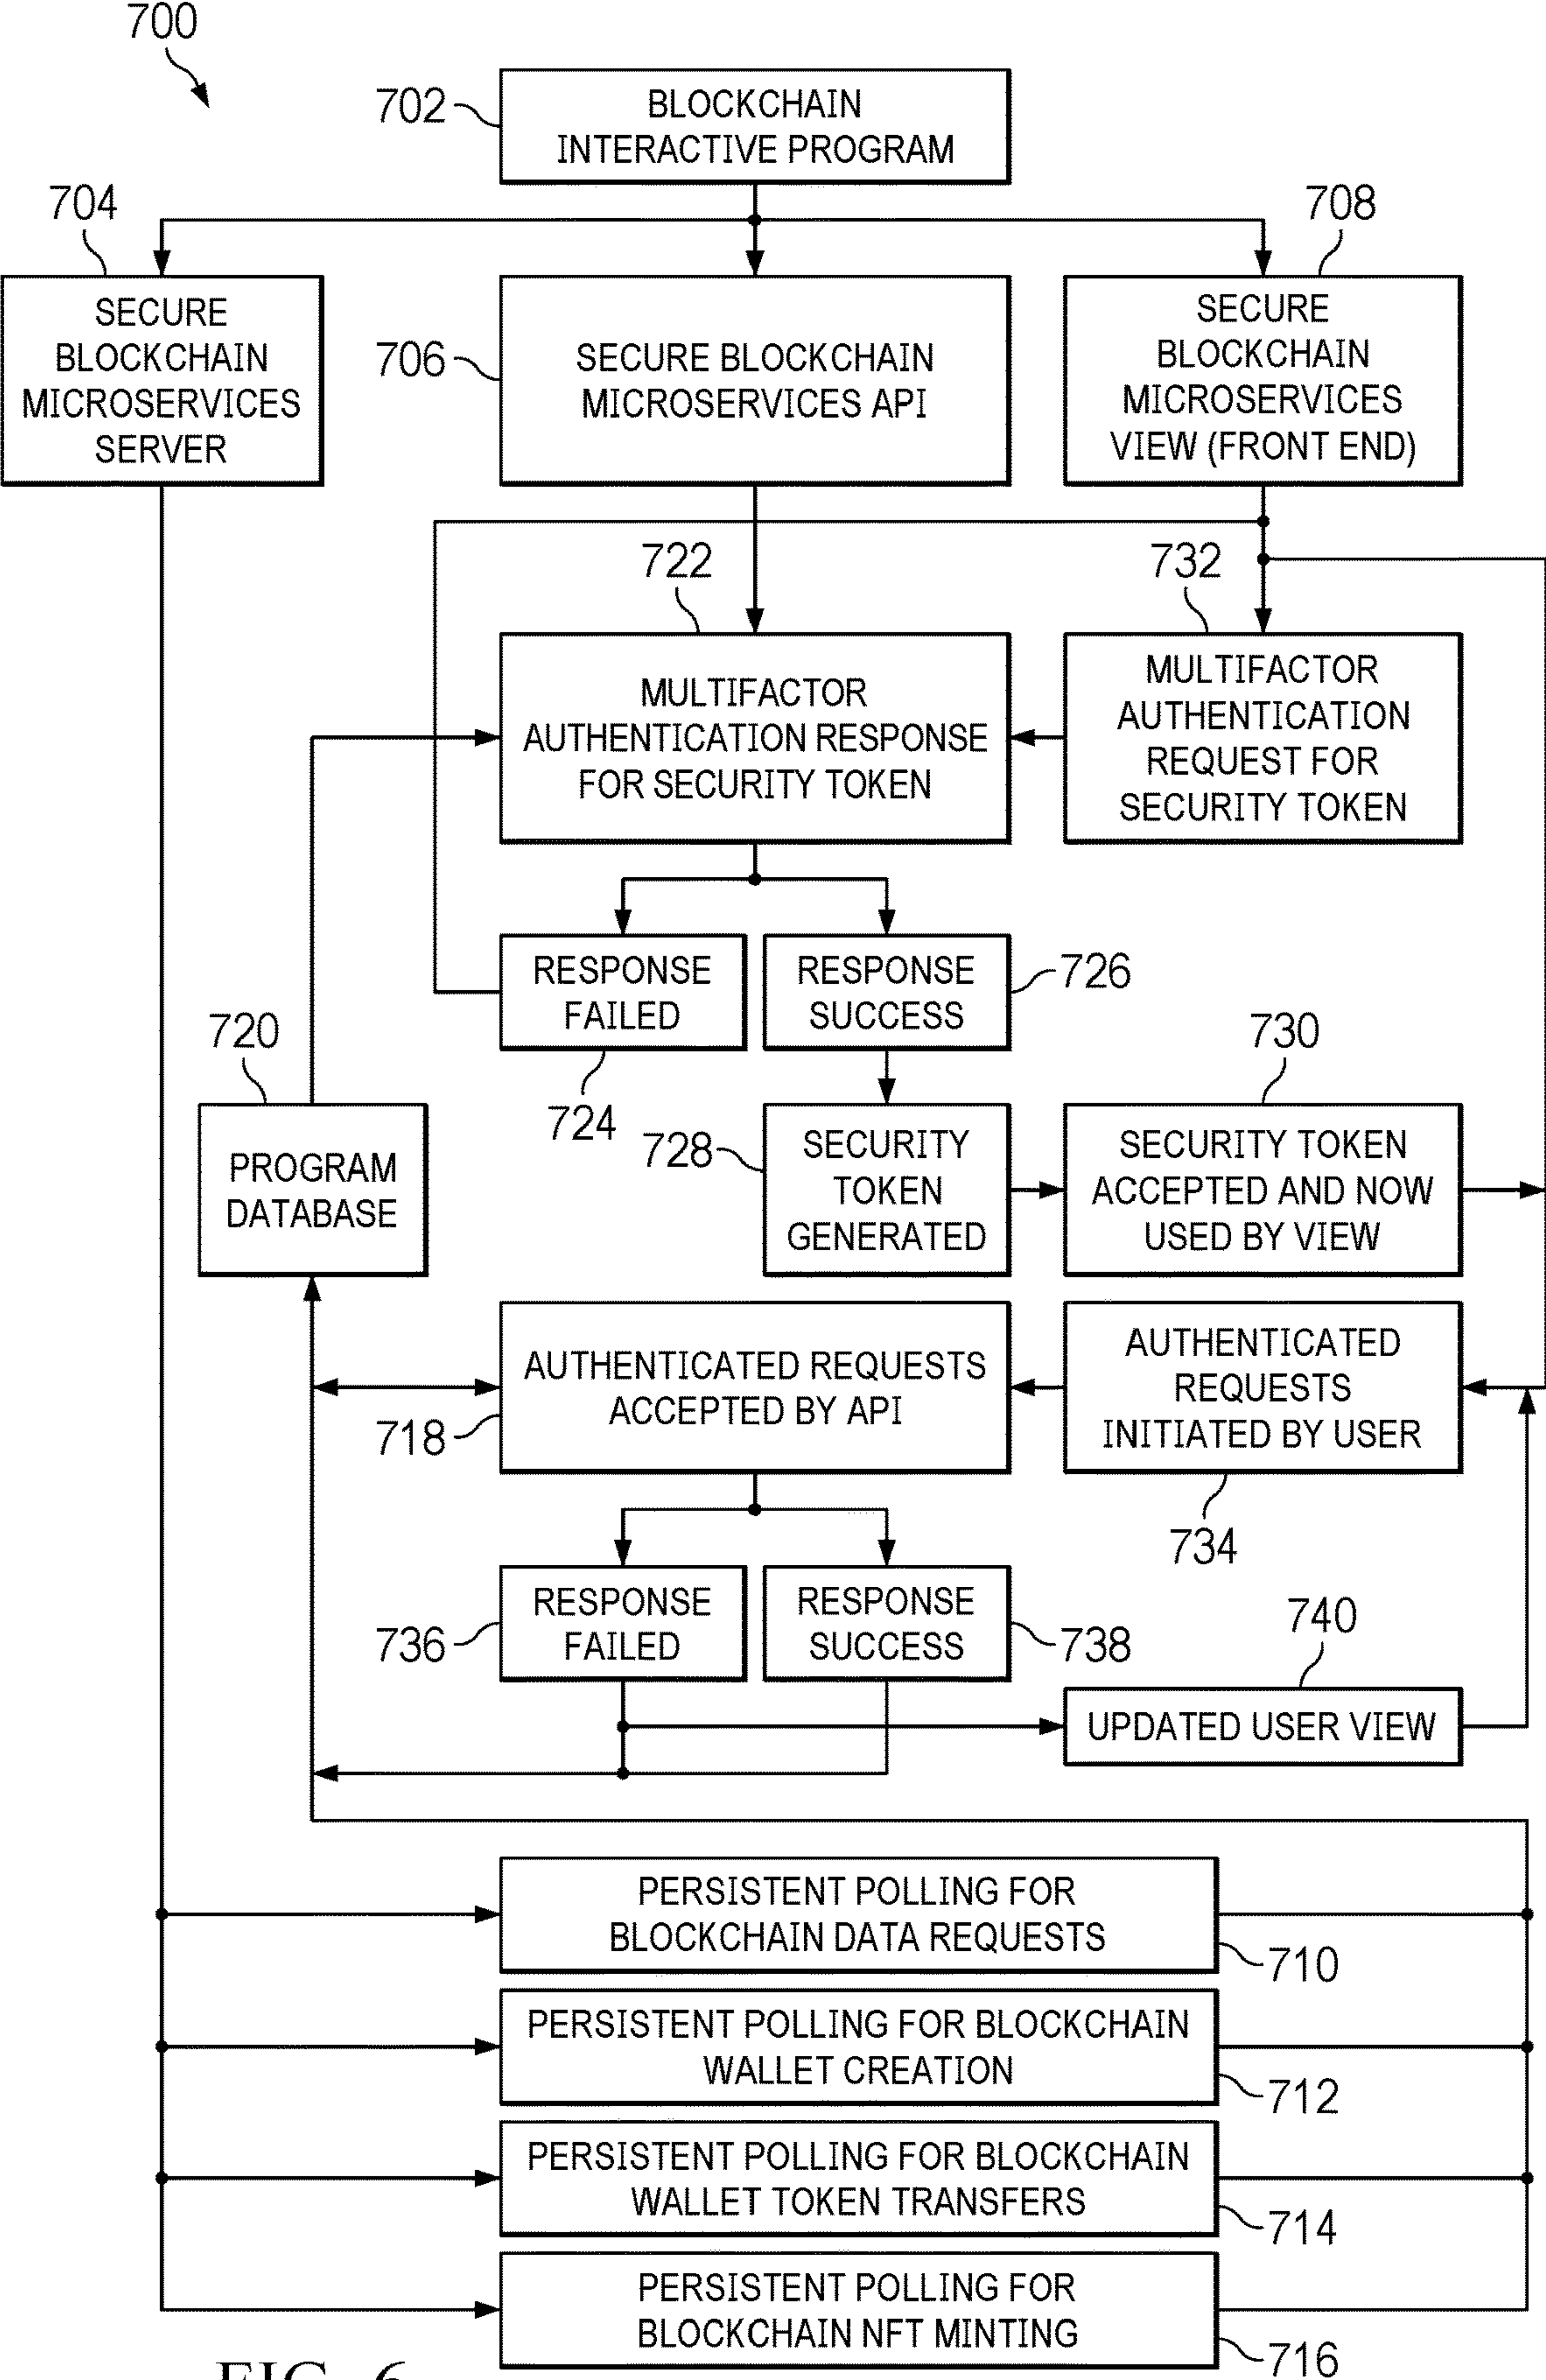 700
702
BLOCKCHAIN
INTERACTIVE PROGRAM
704
708
SECURE
BLOCKCHAIN
MICROSERVICES
SERVER
706
SECURE BLOCKCHAIN
MICROSERVICES API
SECURE
BLOCKCHAIN
MICROSERVICES
VIEW (FRONT END)
722
732
MULTIFACTOR
AUTHENTICATION RESPONSE
FOR SECURITY TOKEN
MULTIFACTOR
AUTHENTICATION
REQUEST FOR
SECURITY TOKEN
RESPONSE
FAILED
RESPONSE
SUCCESS
726
720
724
730
PROGRAM
DATABASE
728
SECURITY
TOKEN
GENERATED
SECURITY TOKEN
ACCEPTED AND NOW
USED BY VIEW
AUTHENTICATED REQUESTS
ACCEPTED BY API
718
AUTHENTICATED
REQUESTS
INITIATED BY USER
734
736
RESPONSE
FAILED
RESPONSE
SUCCESS
738
740
UPDATED USER VIEW
PERSISTENT POLLING FOR
BLOCKCHAIN DATA REQUESTS
710
PERSISTENT POLLING FOR BLOCKCHAIN
WALLET CREATION
712
PERSISTENT POLLING FOR BLOCKCHAIN
WALLET TOKEN TRANSFERS
714
PERSISTENT POLLING FOR
BLOCKCHAIN NFT MINTING
716
FIG. 6